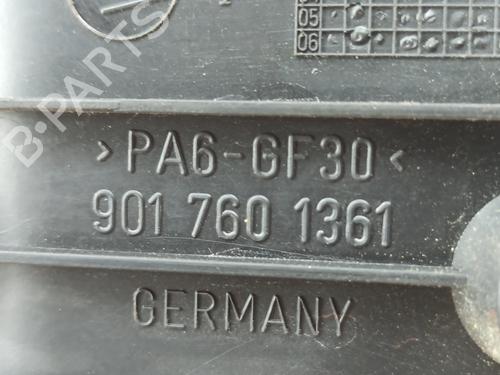 05
06
B-PARTS
>PA6-GF30<
901 760 1361
GERMANY